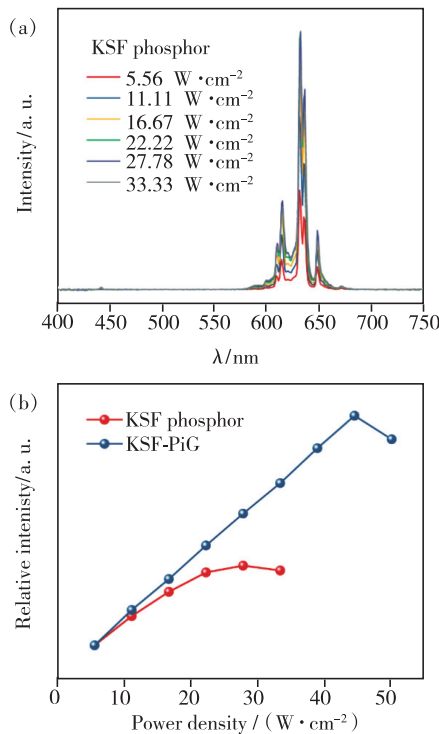 (a)
KSF phosphor
5.56 W·cm⁻²
11.11 W·cm⁻²
16.67 W·cm⁻²
22.22 W·cm⁻²
27.78 W·cm⁻²
33.33 W·cm⁻²
Intensity/a. u.
400 450 500 550 600 650 700 750
λ/nm
(b)
KSF phosphor
KSF-PiG
Relative intenisty/a. u.
0 10 20 30 40 50
Power density /（W·cm⁻²）